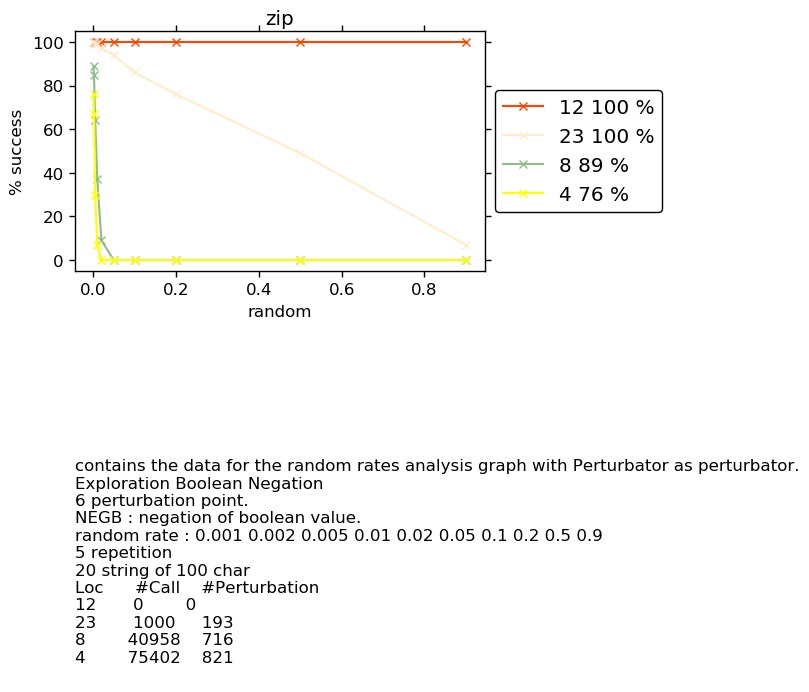 zip
100
80
60
40
20
0
% success
0.0 0.2 0.4 0.6 0.8
random
12 100 %
23 100 %
8 89 %
4 76 %
contains the data for the random rates analysis graph with Perturbator as perturbator.
Exploration Boolean Negation
6 perturbation point.
NEGB : negation of boolean value.
random rate : 0.001 0.002 0.005 0.01 0.02 0.05 0.1 0.2 0.5 0.9
5 repetition
20 string of 100 char
Loc #Call #Perturbation
12 0 0
23 1000 193
8 40958 716
4 75402 821